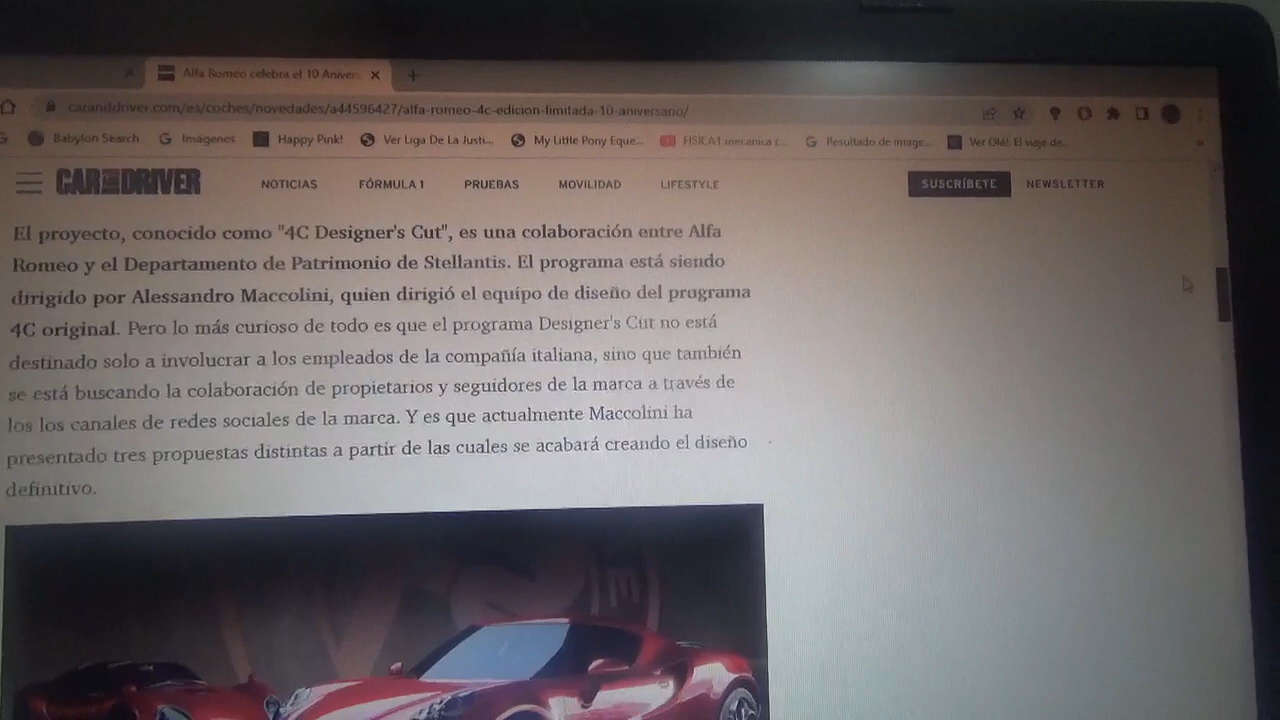 Alfa Romeo celebra el 10 Anivers
caranddriver.com/es/coches/novedades/a44596427/alfa-romeo-4c-edicion-limitada-10-aniversario/
Babylon Search Imágenes Happy Pink! Ver Liga De La Justi... My Little Pony Eque... FISICA I mecanica c... Resultado de image... Ver Olé! El viaje de...
CAR AND DRIVER NOTICIAS FÓRMULA 1 PRUEBAS MOVILIDAD LIFESTYLE SUSCRÍBETE NEWSLETTER
El proyecto, conocido como "4C Designer's Cut", es una colaboración entre Alfa
Romeo y el Departamento de Patrimonio de Stellantis. El programa está siendo
dirigido por Alessandro Maccolini, quien dirigió el equipo de diseño del programa
4C original. Pero lo más curioso de todo es que el programa Designer's Cut no está
destinado solo a involucrar a los empleados de la compañía italiana, sino que también
se está buscando la colaboración de propietarios y seguidores de la marca a través de
los los canales de redes sociales de la marca. Y es que actualmente Maccolini ha
presentado tres propuestas distintas a partir de las cuales se acabará creando el diseño
definitivo.